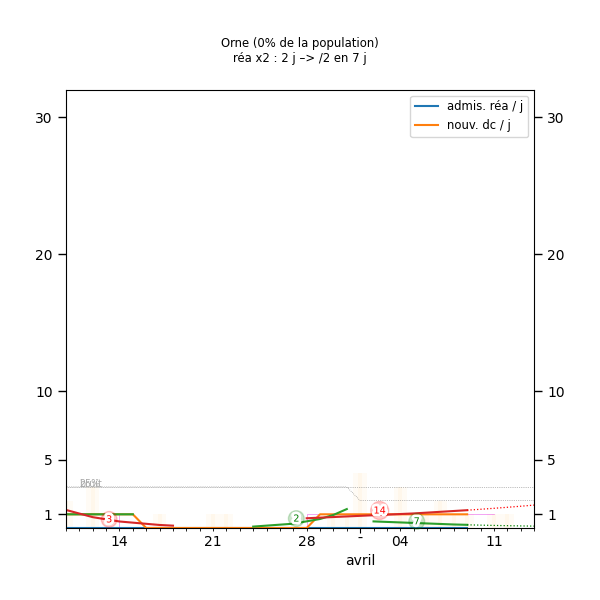 Orne (0% de la population)
réa x2 : 2 j –> /2 en 7 j
admis. réa / j
nouv. dc / j
30 30
20 20
10 10
5 5
1 1
3 2 14 7
14 21 28 - 04 11
avril